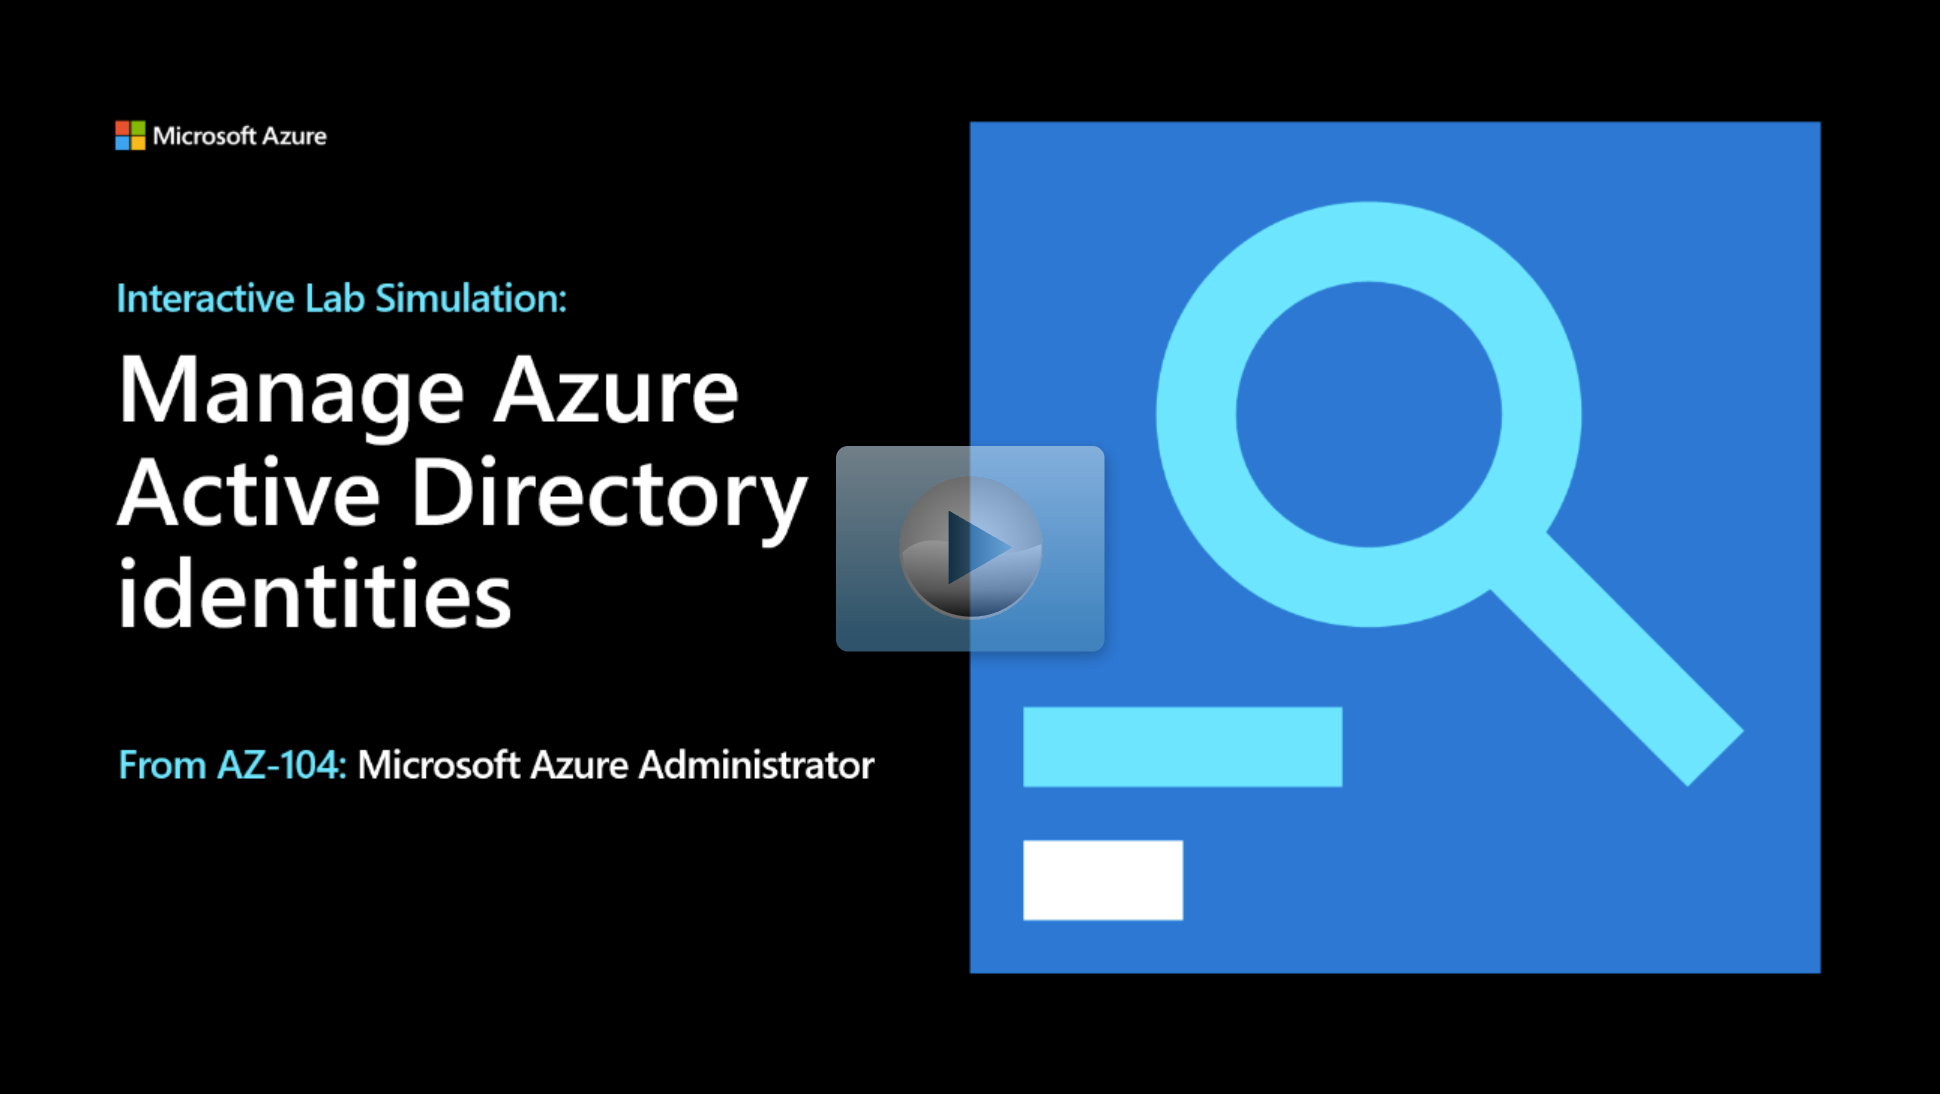 Microsoft Azure
Interactive Lab Simulation:
Manage Azure
Active Directory
identities
From AZ-104: Microsoft Azure Administrator